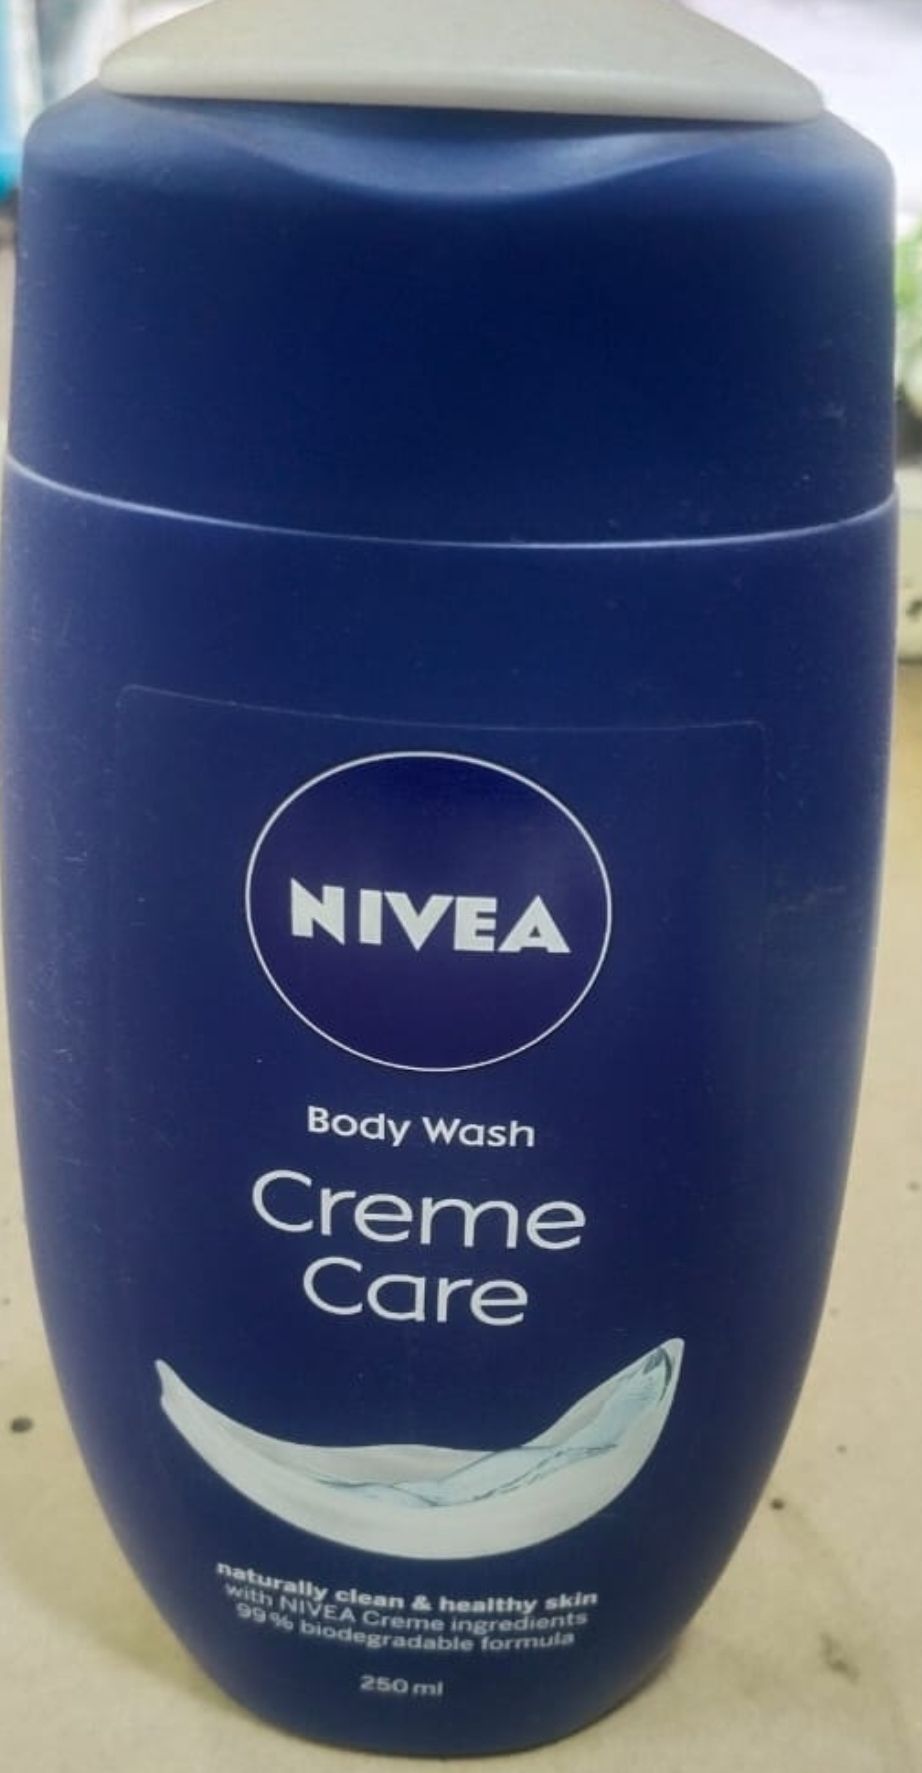 NIVEA
Body Wash
Creme
Care
naturally clean & healthy skin
with NIVEA Creme ingredients
99% biodegradable formula
250 ml